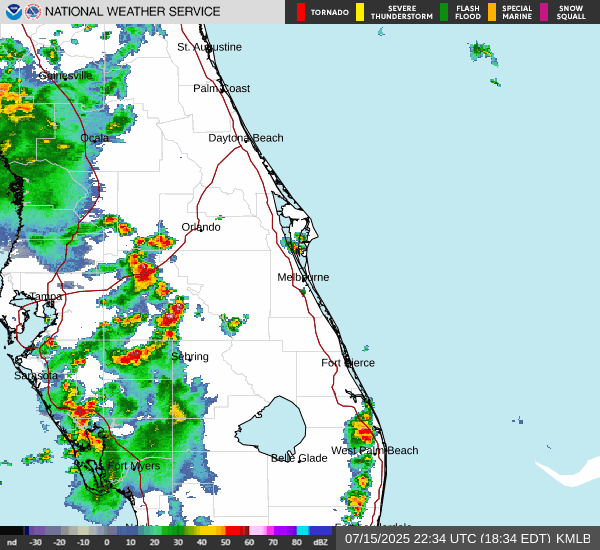 NATIONAL WEATHER SERVICE
TORNADO
SEVERE THUNDERSTORM
FLASH FLOOD
SPECIAL MARINE
SNOW SQUALL
St. Augustine
Gainesville
Palm Coast
Ocala
Daytona Beach
Orlando
Melbourne
Tampa
Sebring
Fort Pierce
Sarasota
West Palm Beach
Belle Glade
Fort Myers
nd -30 -20 -10 0 10 20 30 40 50 60 70 80 dBZ
07/15/2025 22:34 UTC (18:34 EDT) KMLB